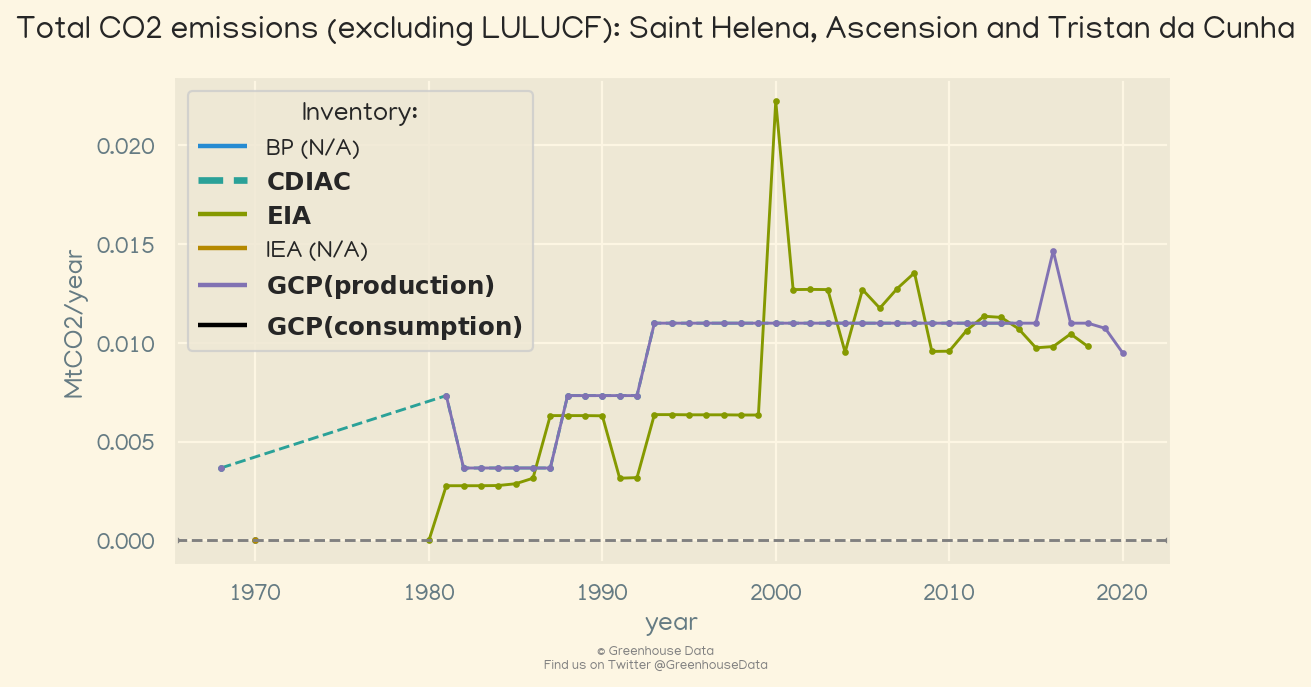 Total CO2 emissions (excluding LULUCF): Saint Helena, Ascension and Tristan da Cunha
Inventory:
BP (N/A)
CDIAC
EIA
IEA (N/A)
GCP(production)
GCP(consumption)
MtCO2/year
0.020
0.015
0.010
0.005
0.000
1970 1980 1990 2000 2010 2020
year
© Greenhouse Data
Find us on Twitter @GreenhouseData